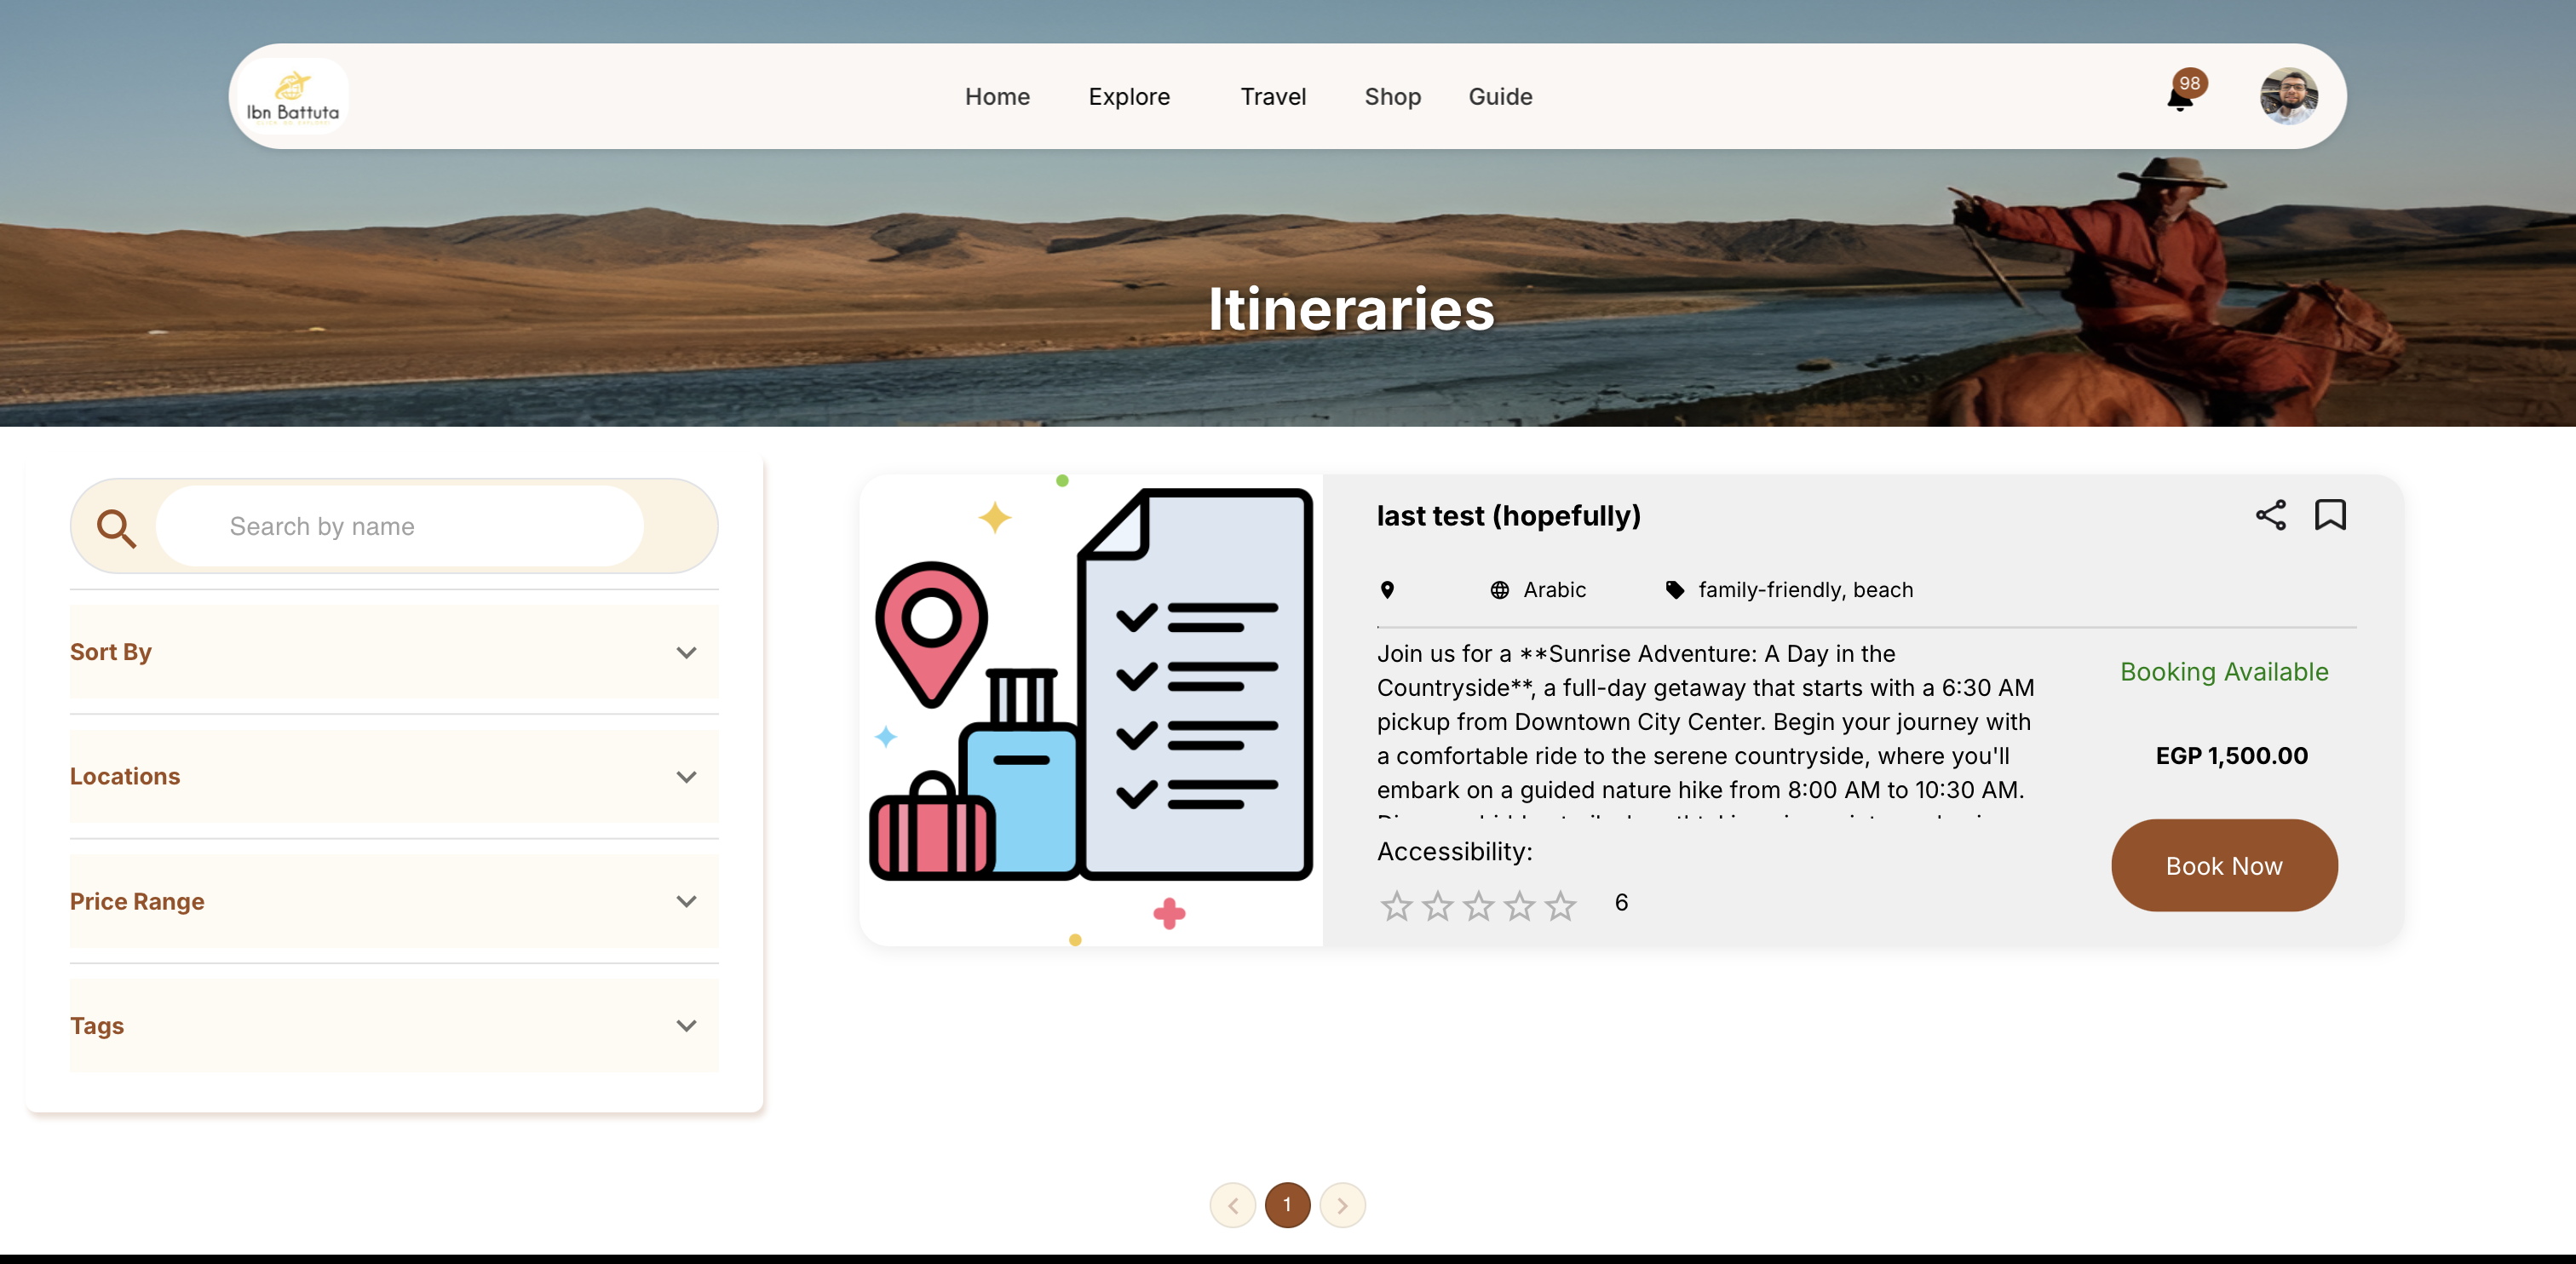 Ibn Battuta
Home
Explore
Travel
Shop
Guide
98
Itineraries
Search by name
Sort By
Locations
Price Range
Tags
last test (hopefully)
Arabic
family-friendly, beach
Join us for a **Sunrise Adventure: A Day in the
Countryside**, a full-day getaway that starts with a 6:30 AM
pickup from Downtown City Center. Begin your journey with
a comfortable ride to the serene countryside, where you'll
embark on a guided nature hike from 8:00 AM to 10:30 AM.
Accessibility:
6
Booking Available
EGP 1,500.00
Book Now
1